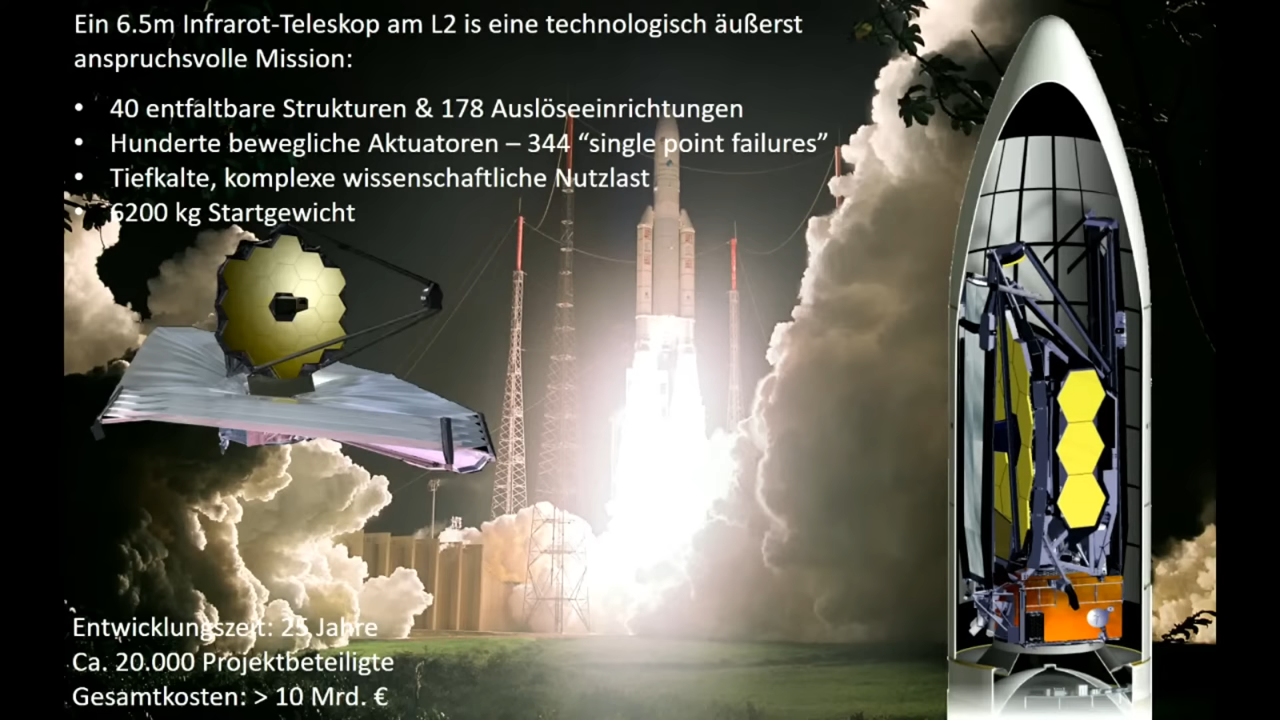 Ein 6.5m Infrarot-Teleskop am L2 is eine technologisch äußerst
anspruchsvolle Mission:
• 40 entfaltbare Strukturen & 178 Auslöseeinrichtungen
• Hunderte bewegliche Aktuatoren – 344 “single point failures”
• Tiefkalte, komplexe wissenschaftliche Nutzlast
• 6200 kg Startgewicht
Entwicklungszeit: 25 Jahre
Ca. 20.000 Projektbeteiligte
Gesamtkosten: > 10 Mrd. €